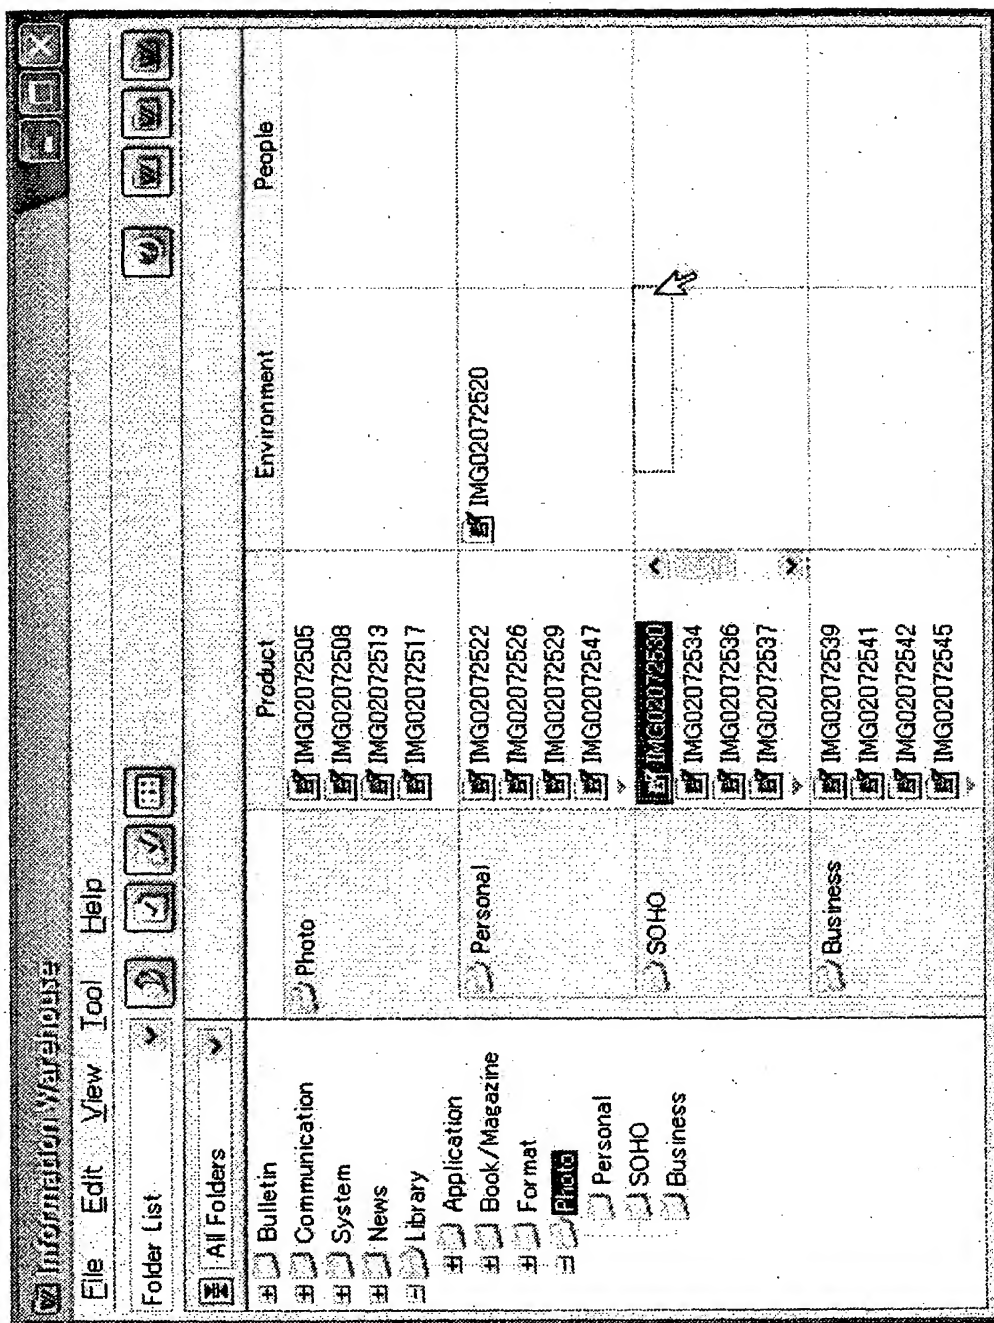 Information Warehouse
File Edit View Tool Help
Folder List
All Folders
Bulletin
Communication
System
News
Library
Application
Book/Magazine
Format
Photo
Personal
SOHO
Business
Product Environment People
Photo
IMG02072505
IMG02072508
IMG02072513
IMG02072517
Personal
IMG02072522 IMG02072520
IMG02072526
IMG02072529
IMG02072547
SOHO
IMG02072530
IMG02072534
IMG02072536
IMG02072537
Business
IMG02072539
IMG02072541
IMG02072542
IMG02072545